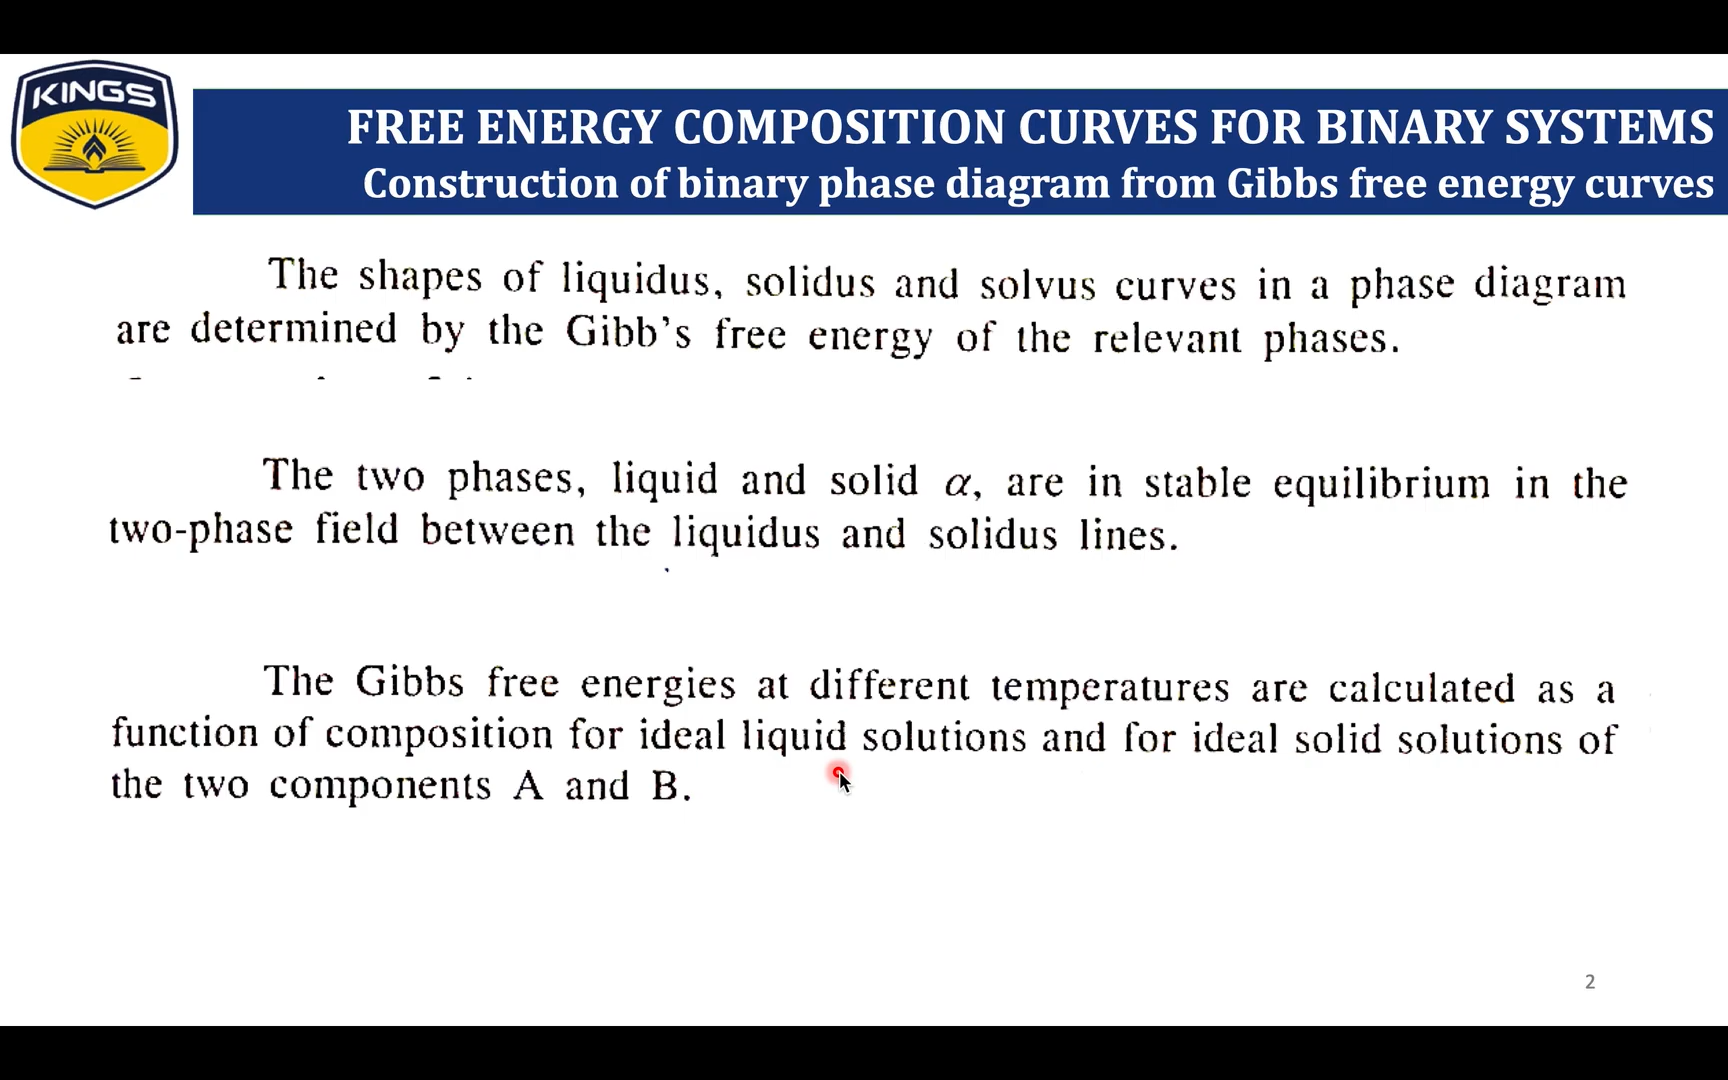 KINGS
FREE ENERGY COMPOSITION CURVES FOR BINARY SYSTEMS
Construction of binary phase diagram from Gibbs free energy curves
The shapes of liquidus, solidus and solvus curves in a phase diagram
are determined by the Gibb's free energy of the relevant phases.
The two phases, liquid and solid α, are in stable equilibrium in the
two-phase field between the liquidus and solidus lines.
The Gibbs free energies at different temperatures are calculated as a
function of composition for ideal liquid solutions and for ideal solid solutions of
the two components A and B.
2